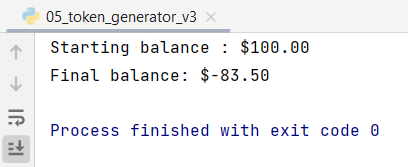 05_token_generator_v3
Starting balance : $100.00
Final balance: $-83.50
Process finished with exit code 0